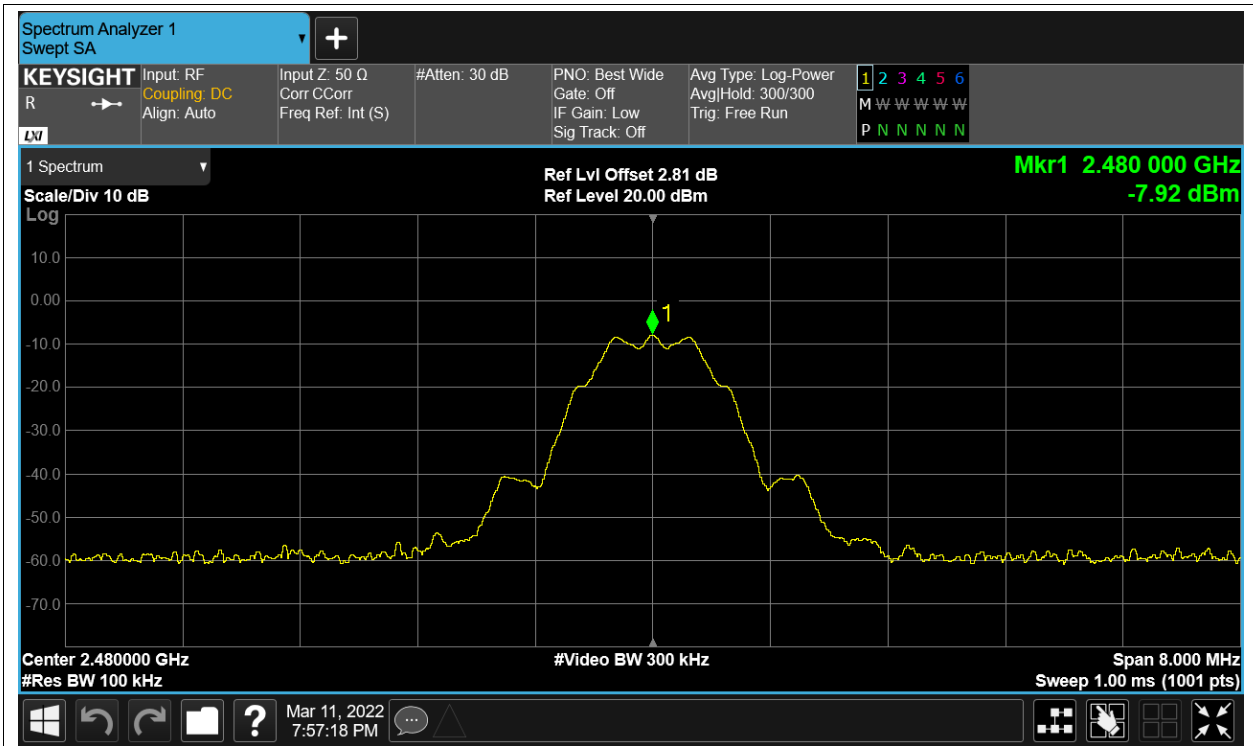 Spectrum Analyzer 1
Swept SA
KEYSIGHT Input: RF Input Z: 50 Ω #Atten: 30 dB PNO: Best Wide Avg Type: Log-Power 1 2 3 4 5 6
R Coupling: DC Corr CCorr Gate: Off Avg|Hold: 300/300 M W W W W W W
Align: Auto Freq Ref: Int (S) IF Gain: Low Trig: Free Run
LXI Sig Track: Off P N N N N N N
1 Spectrum Ref Lvl Offset 2.81 dB Mkr1 2.480 000 GHz
Scale/Div 10 dB Ref Level 20.00 dBm -7.92 dBm
Log
10.0
0.00
1
-10.0
-20.0
-30.0
-40.0
-50.0
-60.0
-70.0
Center 2.480000 GHz #Video BW 300 kHz Span 8.000 MHz
#Res BW 100 kHz Sweep 1.00 ms (1001 pts)
? Mar 11, 2022
7:57:18 PM